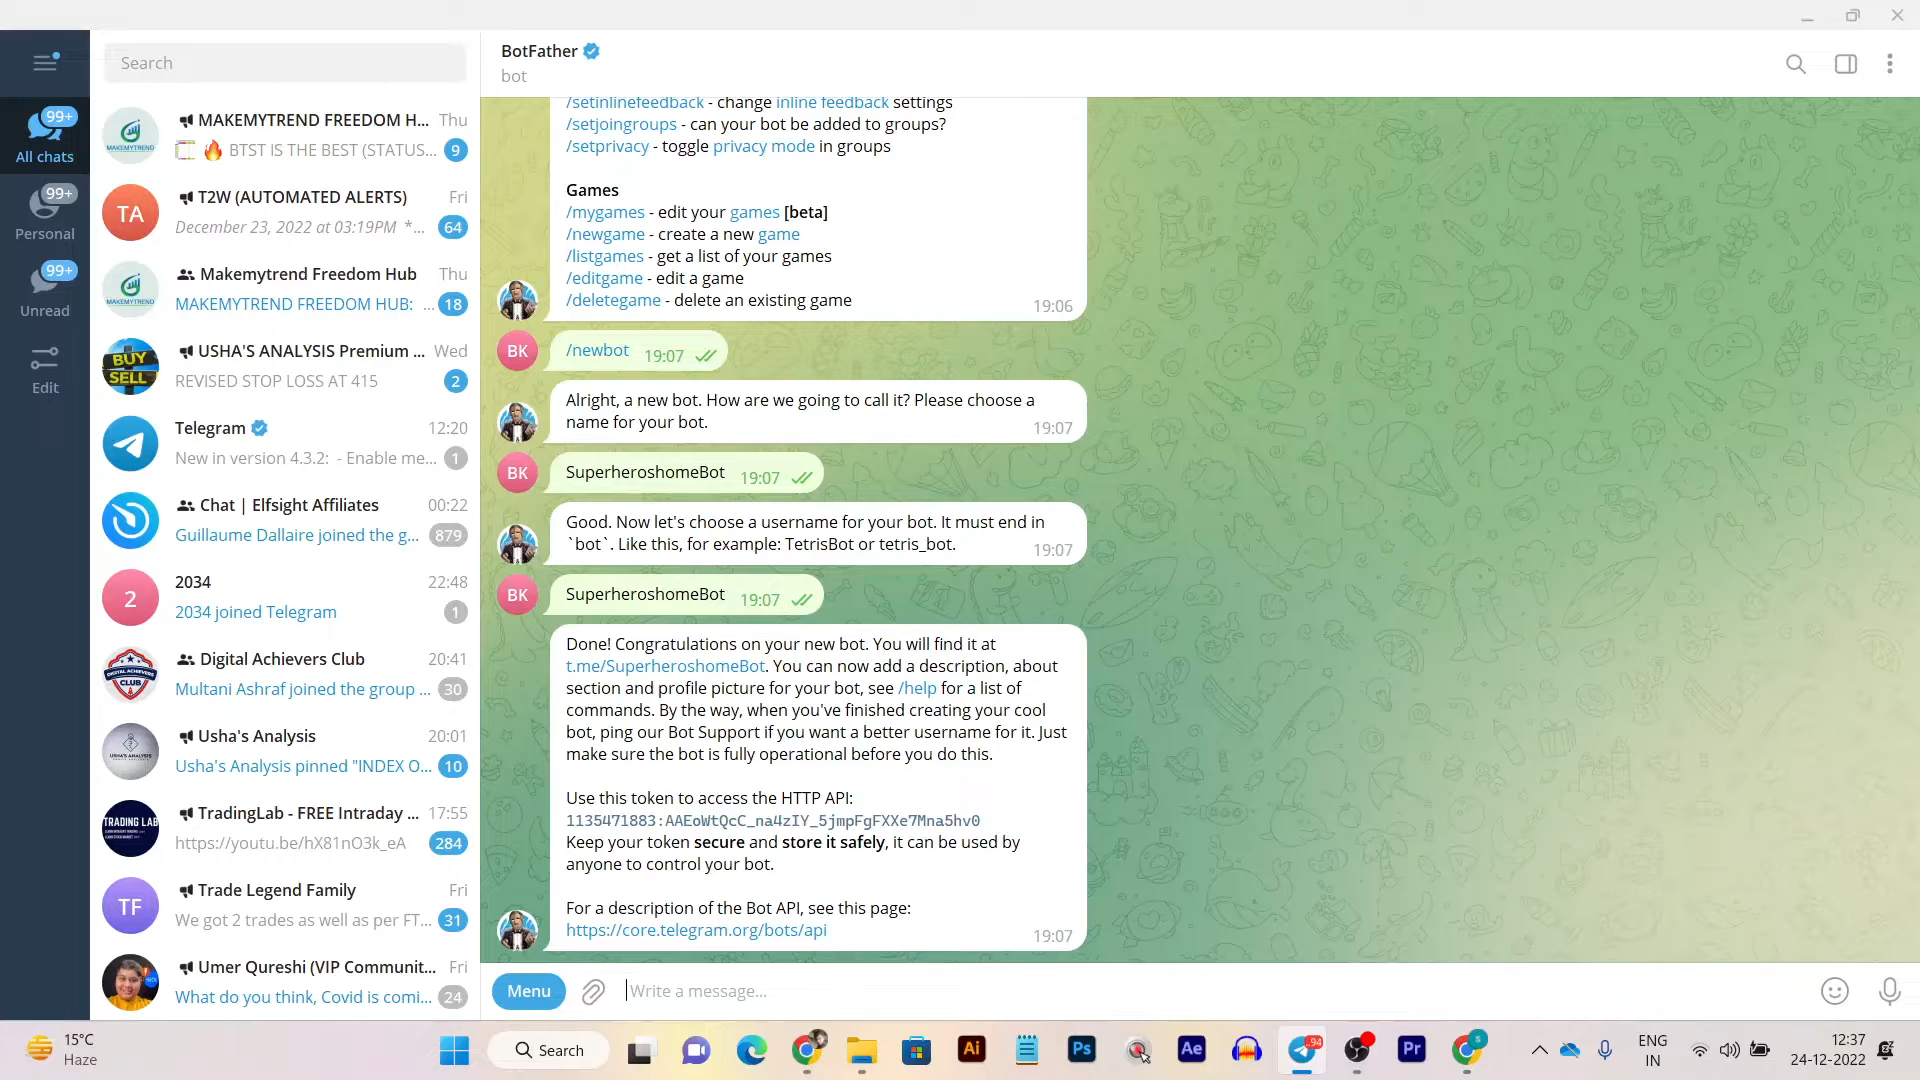 Search
99+
All chats
99+
Personal
99+
Unread
Edit
MAKEMYTREND FREEDOM H... Thu
BTST IS THE BEST (STATUS... 9
MAKEMYTREND
TA
T2W (AUTOMATED ALERTS) Fri
December 23, 2022 at 03:19PM *... 64
Makemytrend Freedom Hub Thu
MAKEMYTREND FREEDOM HUB: ... 18
MAKEMYTREND
BUY
SELL
USHA'S ANALYSIS Premium ... Wed
REVISED STOP LOSS AT 415 2
Telegram 12:20
New in version 4.3.2: - Enable me... 1
Chat | Elfsight Affiliates 00:22
Guillaume Dallaire joined the g... 879
2
2034 22:48
2034 joined Telegram 1
DIGITAL ACHIEVERS
CLUB
Digital Achievers Club 20:41
Multani Ashraf joined the group ... 30
USHA'S ANALYSIS
Usha's Analysis 20:01
Usha's Analysis pinned "INDEX O... 10
TRADING LAB
TradingLab - FREE Intraday ... 17:55
https://youtu.be/hX81nO3k_eA 284
TF
Trade Legend Family Fri
We got 2 trades as well as per FT... 31
Umer Qureshi (VIP Communit... Fri
What do you think, Covid is comi... 24
BotFather
bot
/setinlinefeedback - change inline feedback settings
/setjoingroups - can your bot be added to groups?
/setprivacy - toggle privacy mode in groups
Games
/mygames - edit your games [beta]
/newgame - create a new game
/listgames - get a list of your games
/editgame - edit a game
/deletegame - delete an existing game
19:06
BK
/newbot 19:07
Alright, a new bot. How are we going to call it? Please choose a
name for your bot.
19:07
BK
SuperheroshomeBot 19:07
Good. Now let's choose a username for your bot. It must end in
`bot`. Like this, for example: TetrisBot or tetris_bot.
19:07
BK
SuperheroshomeBot 19:07
Done! Congratulations on your new bot. You will find it at
t.me/SuperheroshomeBot. You can now add a description, about
section and profile picture for your bot, see /help for a list of
commands. By the way, when you've finished creating your cool
bot, ping our Bot Support if you want a better username for it. Just
make sure the bot is fully operational before you do this.
Use this token to access the HTTP API:
1135471883:AAEoWtQcC_na4zIY_5jmpFgFXXe7Mna5hv0
Keep your token secure and store it safely, it can be used by
anyone to control your bot.
For a description of the Bot API, see this page:
https://core.telegram.org/bots/api
19:07
Menu
Write a message...
15°C
Haze
Search
Ai
Ps
Ae
94
Pr
s
ENG
IN
12:37
24-12-2022